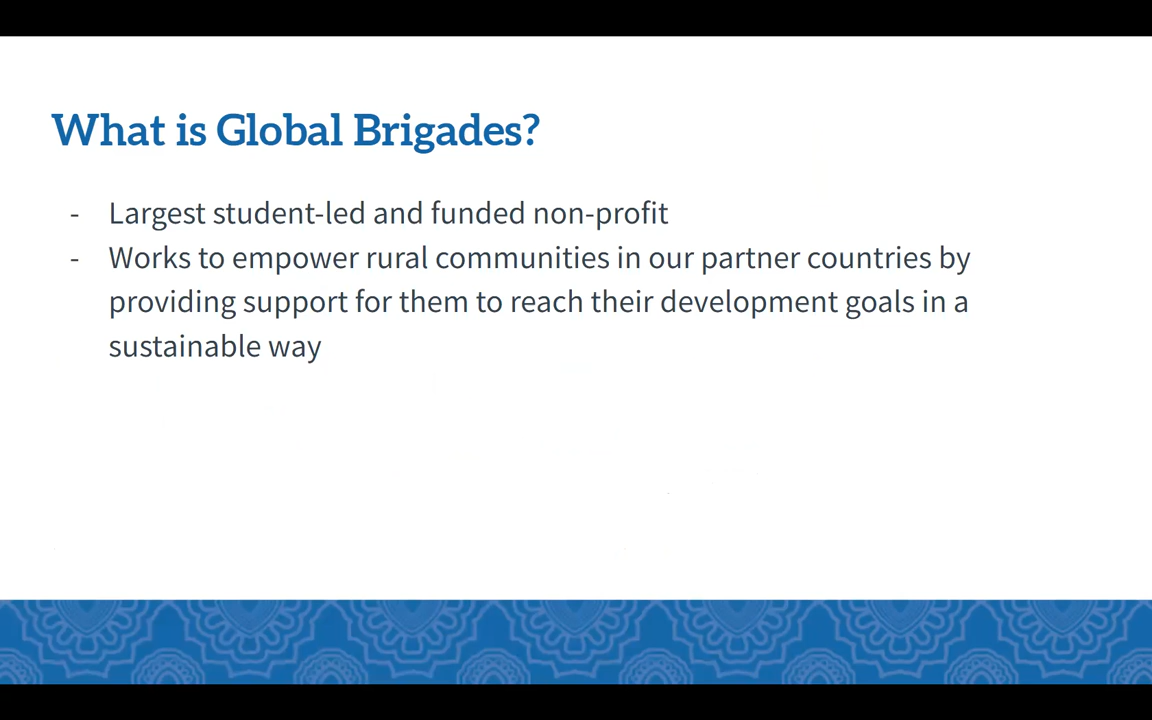 What is Global Brigades?
- Largest student-led and funded non-profit
- Works to empower rural communities in our partner countries by
providing support for them to reach their development goals in a
sustainable way